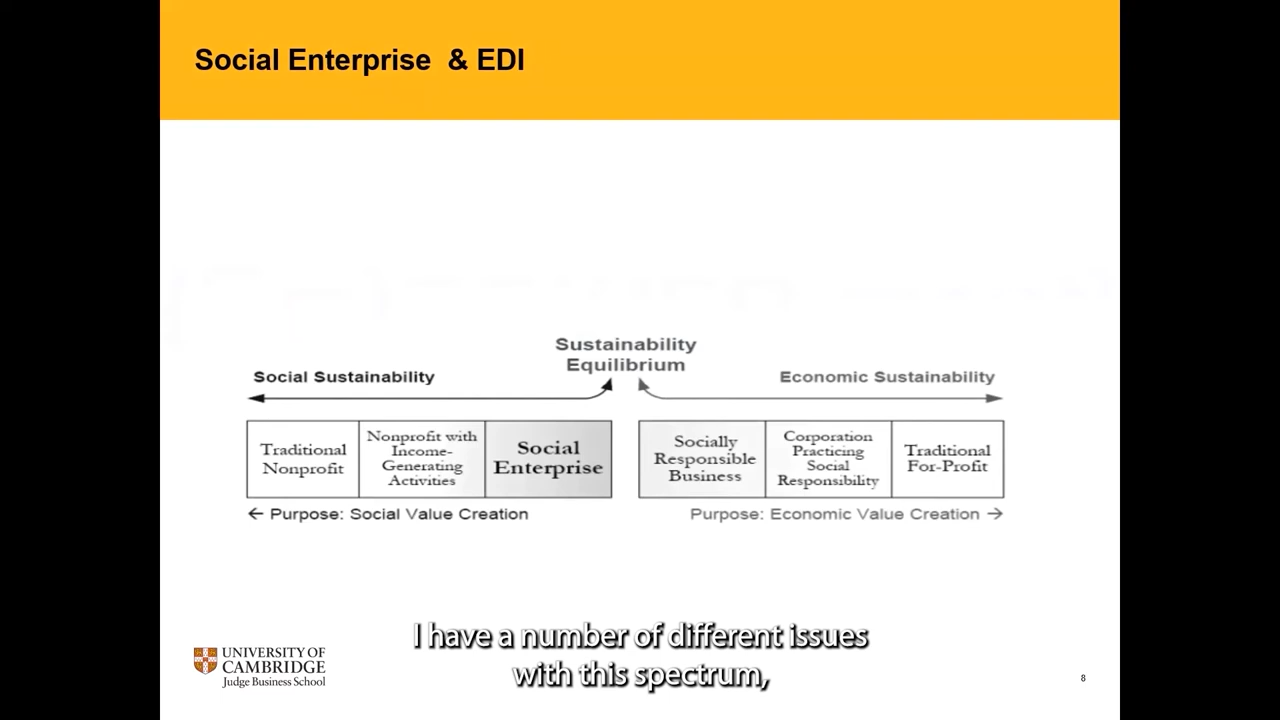 Social Enterprise & EDI
Sustainability
Equilibrium
Social Sustainability
Economic Sustainability
Traditional
Nonprofit
Nonprofit with
Income-
Generating
Activities
Social
Enterprise
Socially
Responsible
Business
Corporation
Practicing
Social
Responsibility
Traditional
For-Profit
← Purpose: Social Value Creation
Purpose: Economic Value Creation →
I have a number of different issues
with this spectrum,
UNIVERSITY OF
CAMBRIDGE
Judge Business School
8